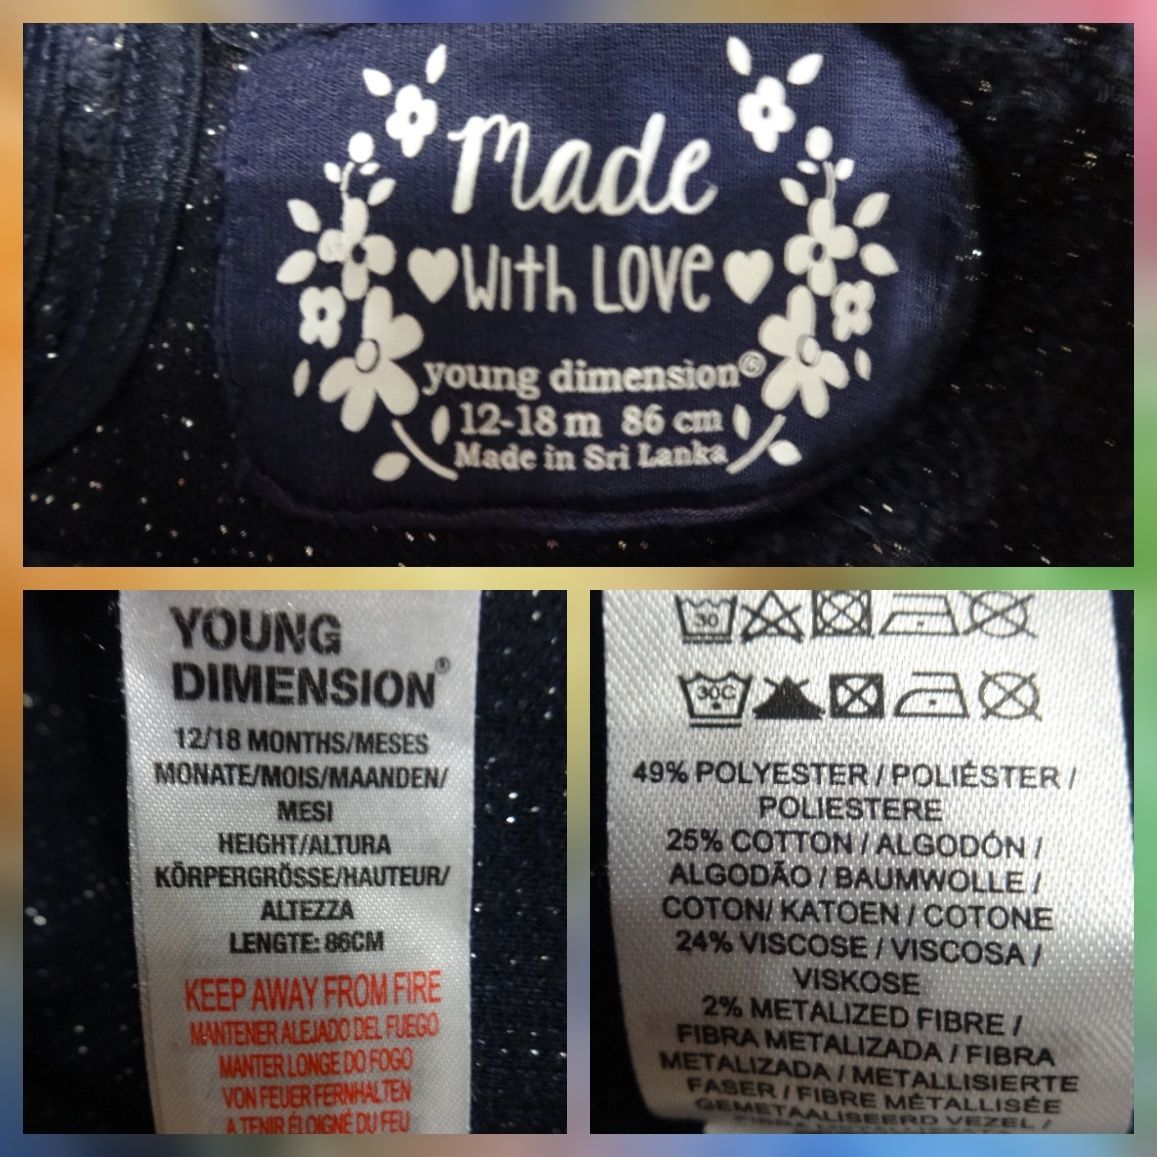 Made
with Love
young dimension®
12-18 m 86 cm
Made in Sri Lanka
YOUNG
DIMENSION®
12/18 MONTHS/MESES
MONATE/MOIS/MAANDEN/
MESI
HEIGHT/ALTURA
KÖRPERGRÖSSE/HAUTEUR/
ALTEZZA
LENGTE: 86CM
KEEP AWAY FROM FIRE
MANTENER ALEJADO DEL FUEGO
MANTER LONGE DO FOGO
VON FEUER FERNHALTEN
A TENIR ÉLOIGNÉ DU FEU
30
30C
49% POLYESTER / POLIÉSTER /
POLIESTERE
25% COTTON / ALGODÓN /
ALGODÃO / BAUMWOLLE /
COTON/ KATOEN / COTONE
24% VISCOSE / VISCOSA /
VISKOSE
2% METALIZED FIBRE /
FIBRA METALIZADA / FIBRA
METALIZADA / METALLISIERTE
FASER / FIBRE MÉTALLISÉE
GEMETAALISEERD VEZEL /